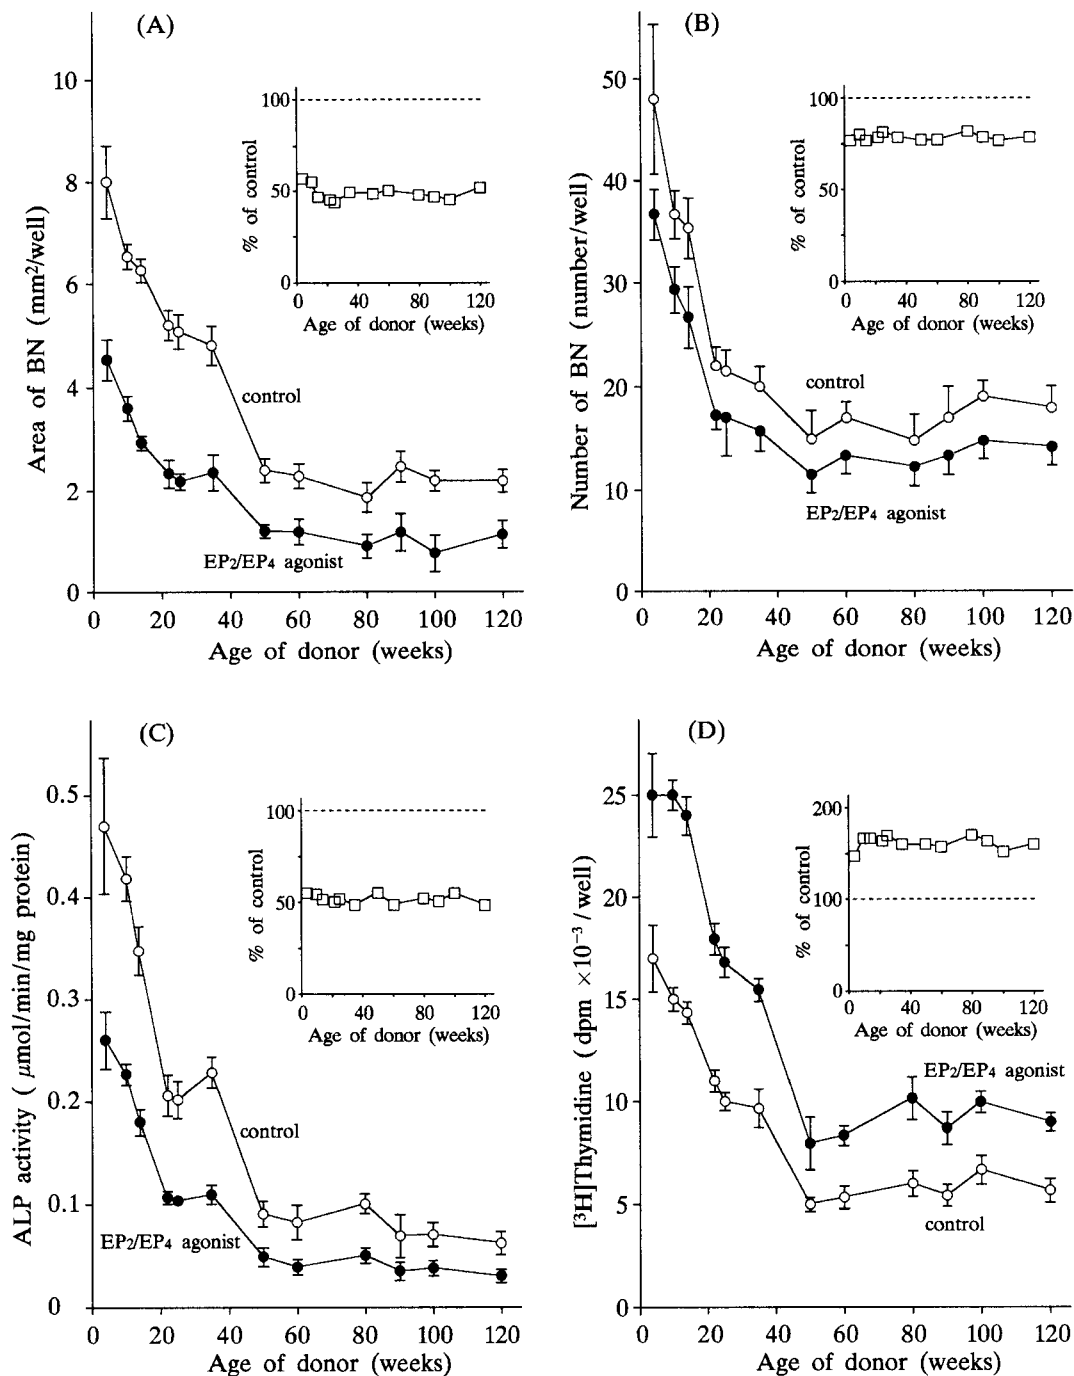 (A)
Area of BN (mm²/well)
10
8
6
4
2
0
0 20 40 60 80 100 120
Age of donor (weeks)
control
EP₂/EP₄ agonist
% of control
100
50
0
0 40 80 120
Age of donor (weeks)
(B)
Number of BN (number/well)
50
40
30
20
10
0
0 20 40 60 80 100 120
Age of donor (weeks)
control
EP₂/EP₄ agonist
% of control
100
50
0
0 40 80 120
Age of donor (weeks)
(C)
ALP activity ( μmol/min/mg protein)
0.5
0.4
0.3
0.2
0.1
0
0 20 40 60 80 100 120
Age of donor (weeks)
control
EP₂/EP₄ agonist
% of control
100
50
0
0 40 80 120
Age of donor (weeks)
(D)
[³H]Thymidine ( dpm ×10⁻³/well)
25
20
15
10
5
0
0 20 40 60 80 100 120
Age of donor (weeks)
EP₂/EP₄ agonist
control
% of control
200
100
0
0 40 80 120
Age of donor (weeks)